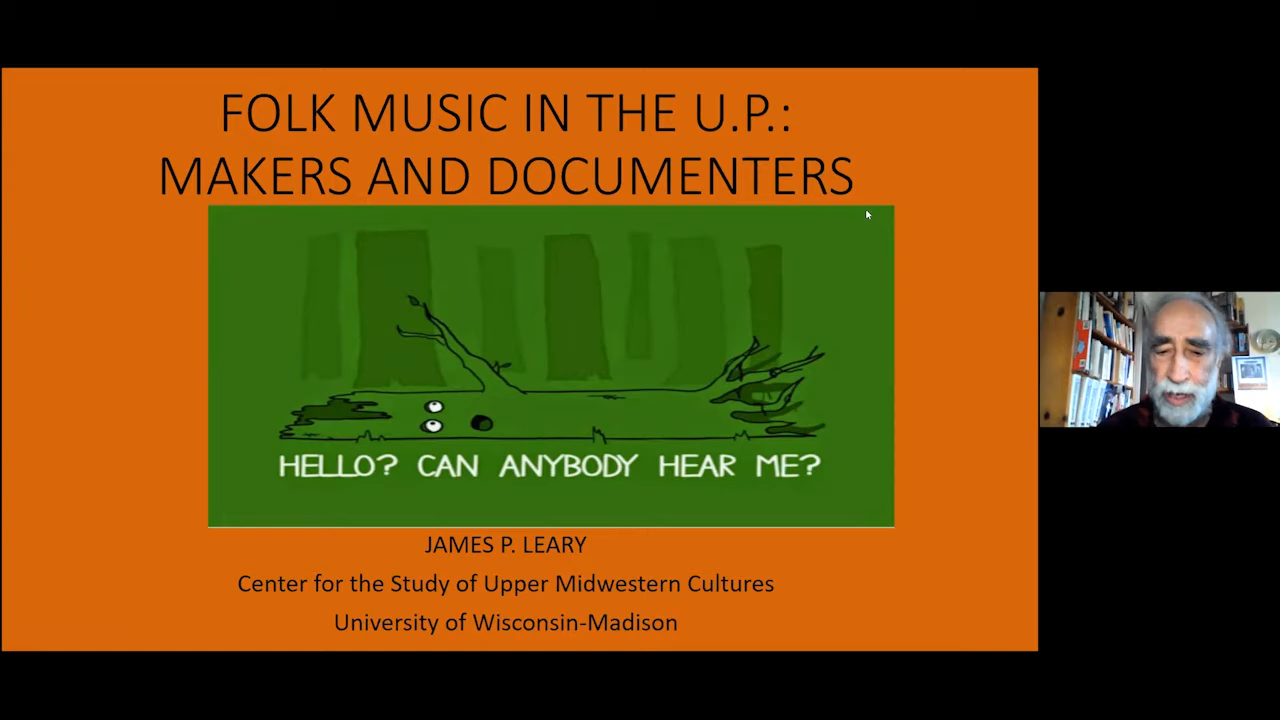 FOLK MUSIC IN THE U.P.:
MAKERS AND DOCUMENTERS
HELLO? CAN ANYBODY HEAR ME?
JAMES P. LEARY
Center for the Study of Upper Midwestern Cultures
University of Wisconsin-Madison